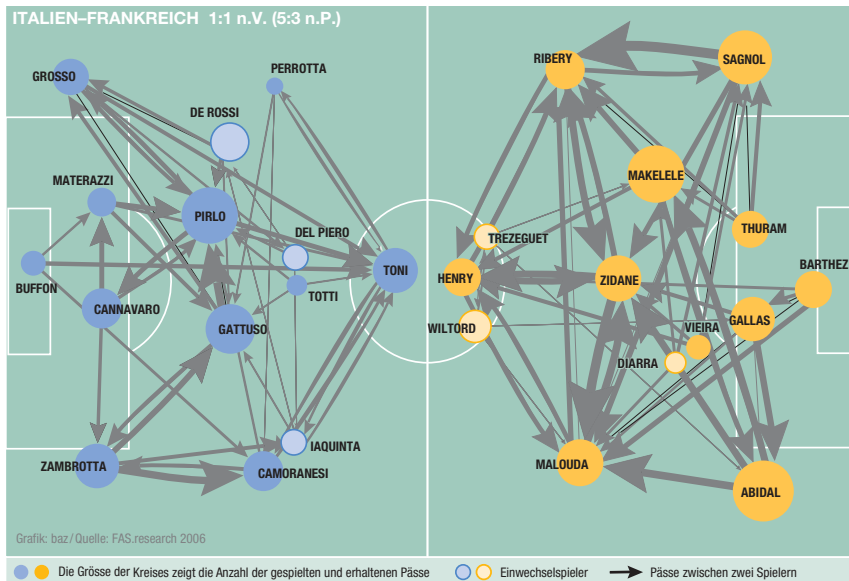 ITALIEN–FRANKREICH 1:1 n.V. (5:3 n.P.)
GROSSO
PERROTTA
DE ROSSI
MATERAZZI
PIRLO
DEL PIERO
BUFFON
TONI
TOTTI
CANNAVARO
GATTUSO
IAQUINTA
ZAMBROTTA
CAMORANESI
RIBERY
SAGNOL
MAKELELE
TREZEGUET
THURAM
HENRY
ZIDANE
BARTHEZ
WILTORD
VIEIRA
GALLAS
DIARRA
MALOUDA
ABIDAL
Grafik: baz/Quelle: FAS.research 2006
Die Grösse der Kreises zeigt die Anzahl der gespielten und erhaltenen Pässe
Einwechselspieler
Pässe zwischen zwei Spielern